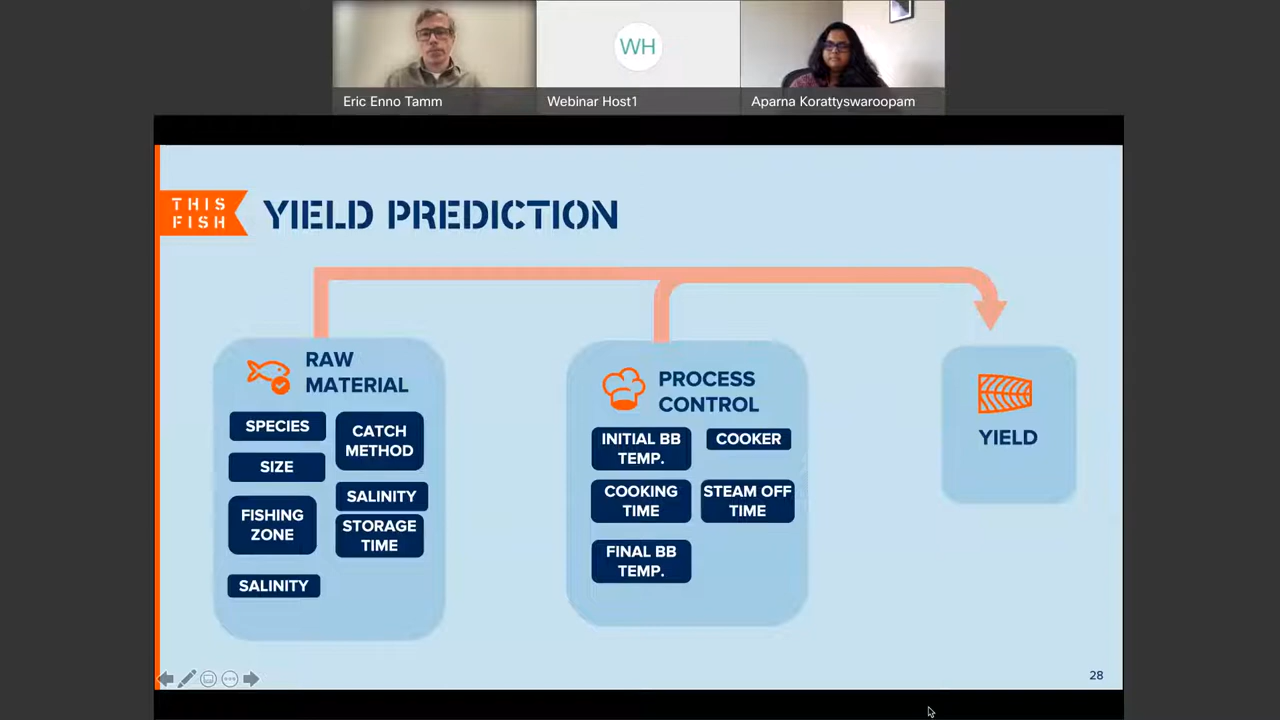 WH
Eric Enno Tamm
Webinar Host1
Aparna Korattyswaroopam
THIS
FISH
YIELD PREDICTION
RAW
MATERIAL
SPECIES
CATCH
METHOD
SIZE
SALINITY
FISHING
ZONE
STORAGE
TIME
SALINITY
PROCESS
CONTROL
INITIAL BB
TEMP.
COOKER
COOKING
TIME
STEAM OFF
TIME
FINAL BB
TEMP.
YIELD
28